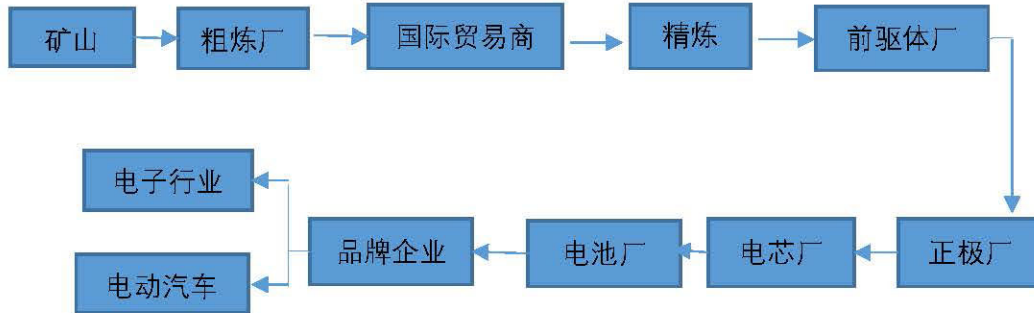 矿山
粗炼厂
国际贸易商
精炼
前驱体厂
正极厂
电芯厂
电池厂
品牌企业
电子行业
电动汽车